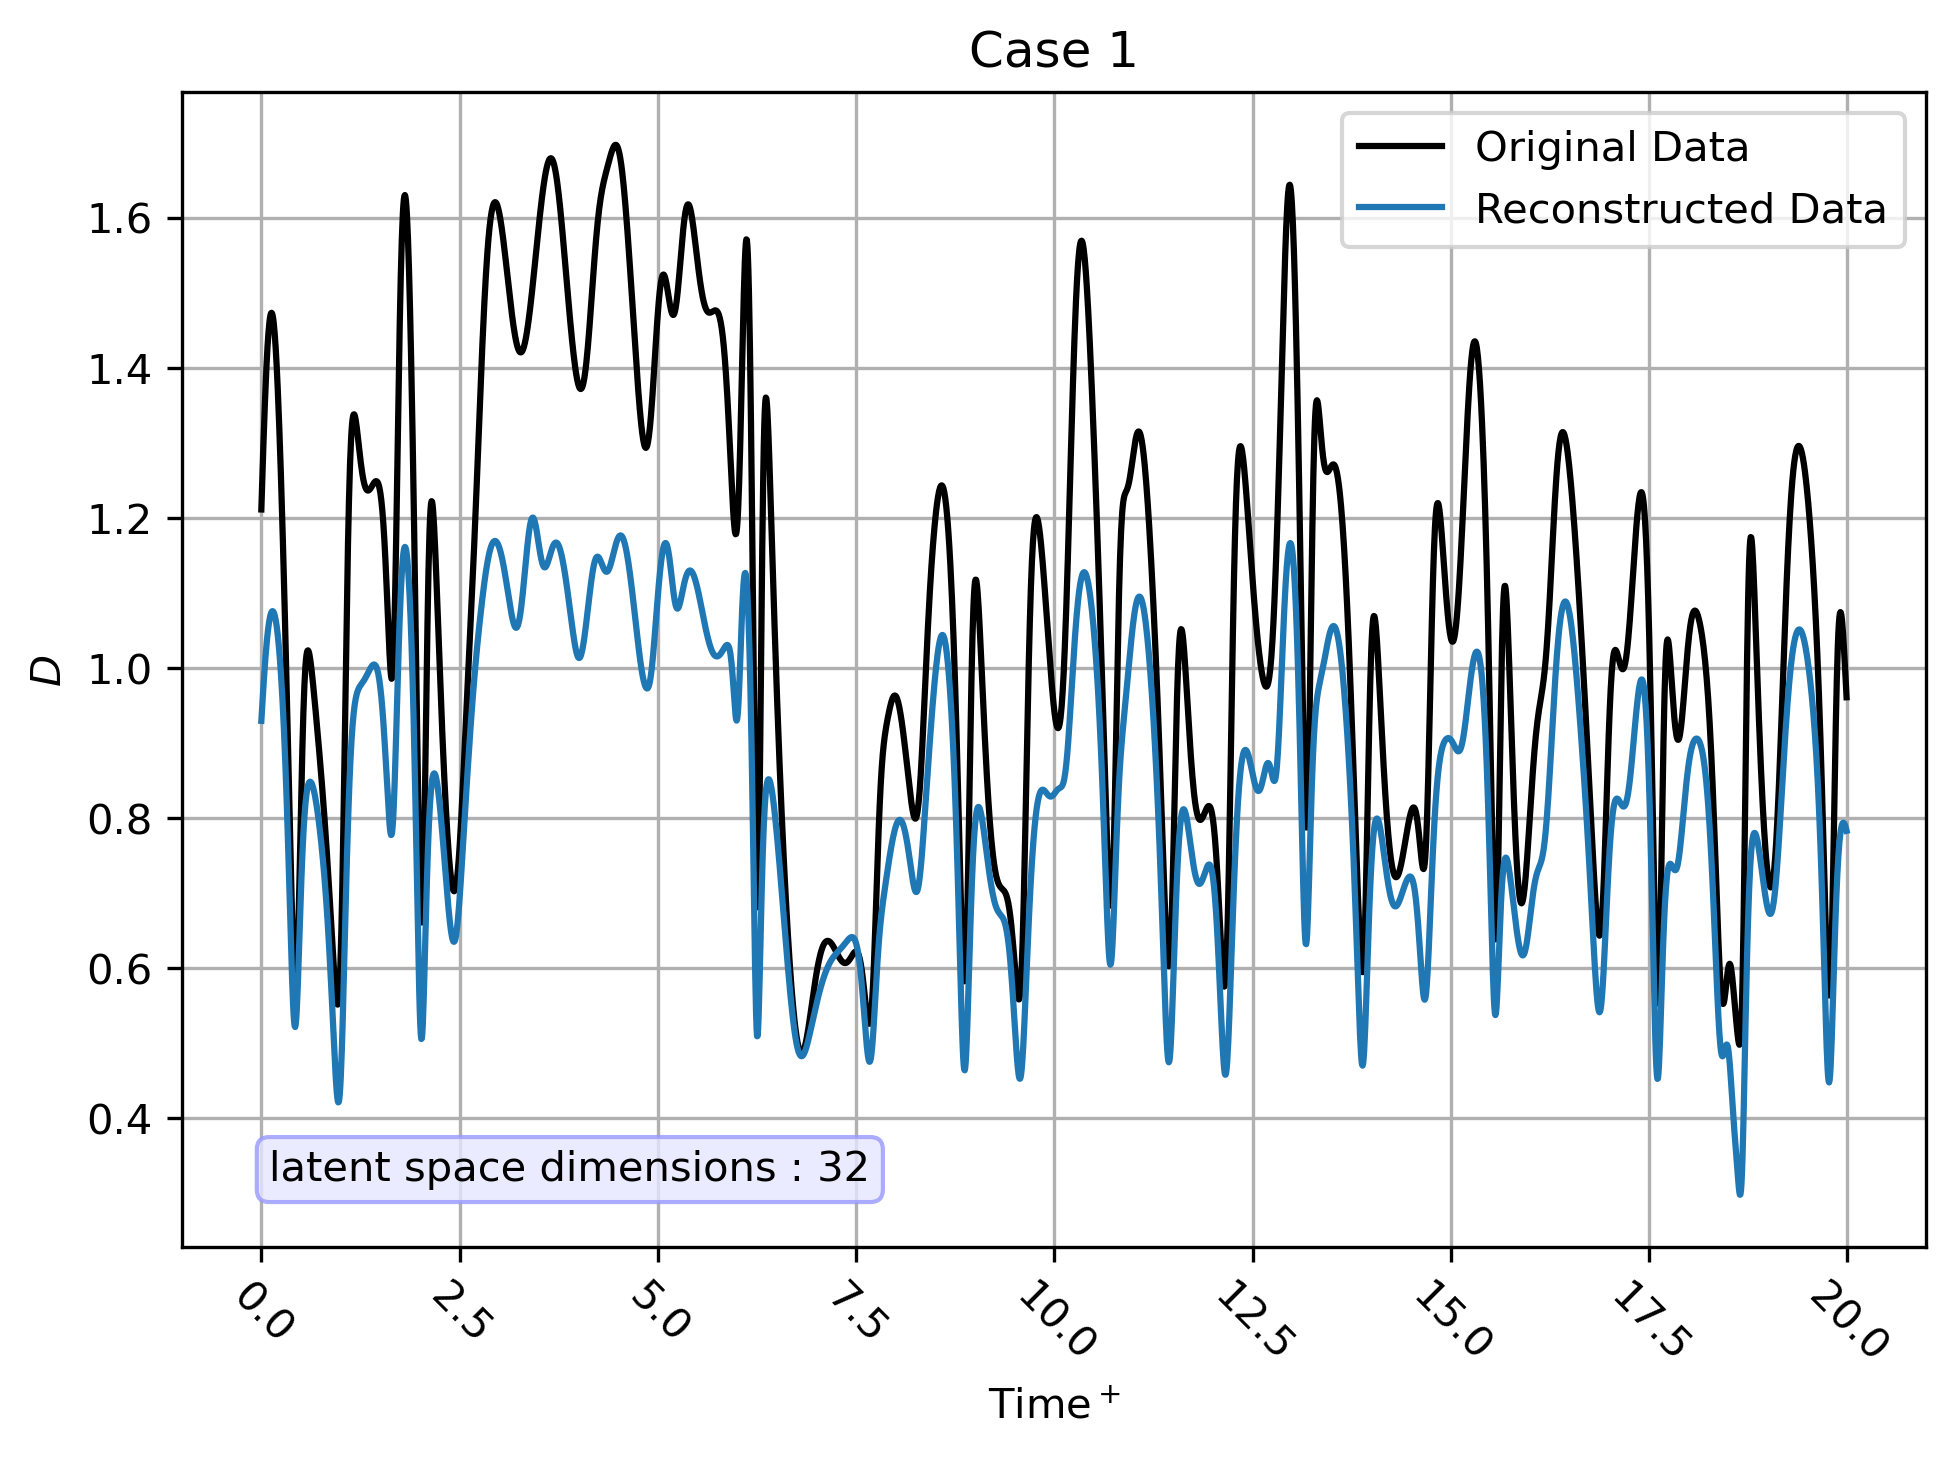 Case 1
Original Data
Reconstructed Data
D
1.6
1.4
1.2
1.0
0.8
0.6
0.4
latent space dimensions : 32
0.0 2.5 5.0 7.5 10.0 12.5 15.0 17.5 20.0
Time⁺